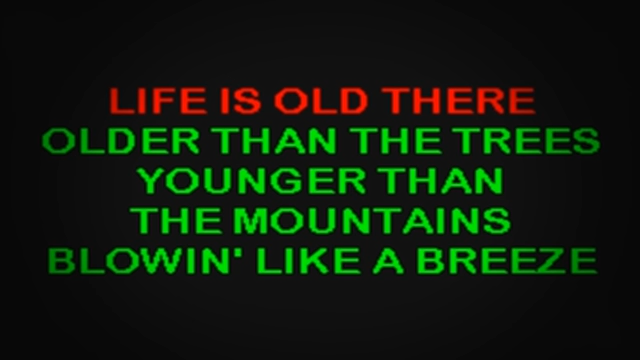 LIFE IS OLD THERE
OLDER THAN THE TREES
YOUNGER THAN
THE MOUNTAINS
BLOWIN' LIKE A BREEZE